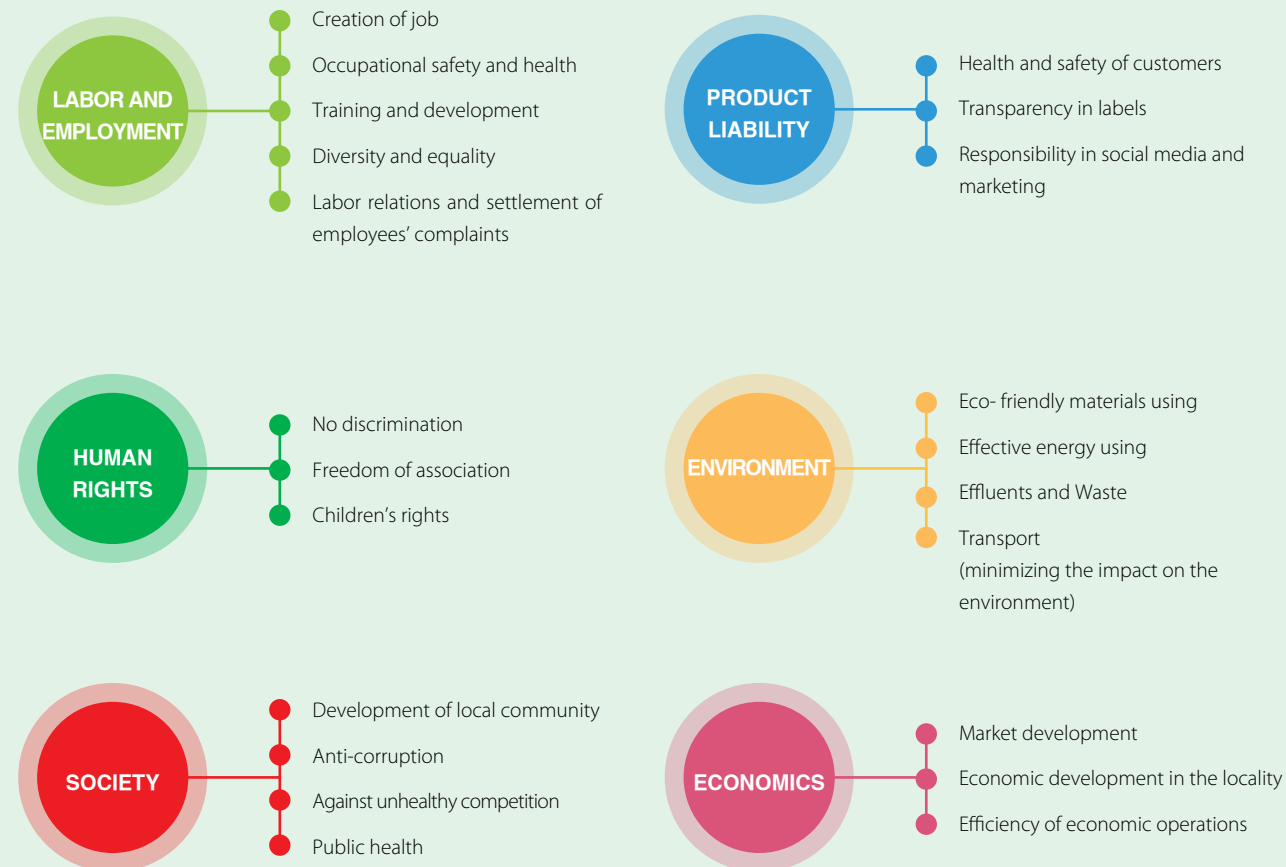 LABOR AND
EMPLOYMENT
Creation of job
Occupational safety and health
Training and development
Diversity and equality
Labor relations and settlement of
employees’ complaints
PRODUCT
LIABILITY
Health and safety of customers
Transparency in labels
Responsibility in social media and
marketing
HUMAN
RIGHTS
No discrimination
Freedom of association
Children’s rights
ENVIRONMENT
Eco- friendly materials using
Effective energy using
Effluents and Waste
Transport
(minimizing the impact on the
environment)
SOCIETY
Development of local community
Anti-corruption
Against unhealthy competition
Public health
ECONOMICS
Market development
Economic development in the locality
Efficiency of economic operations